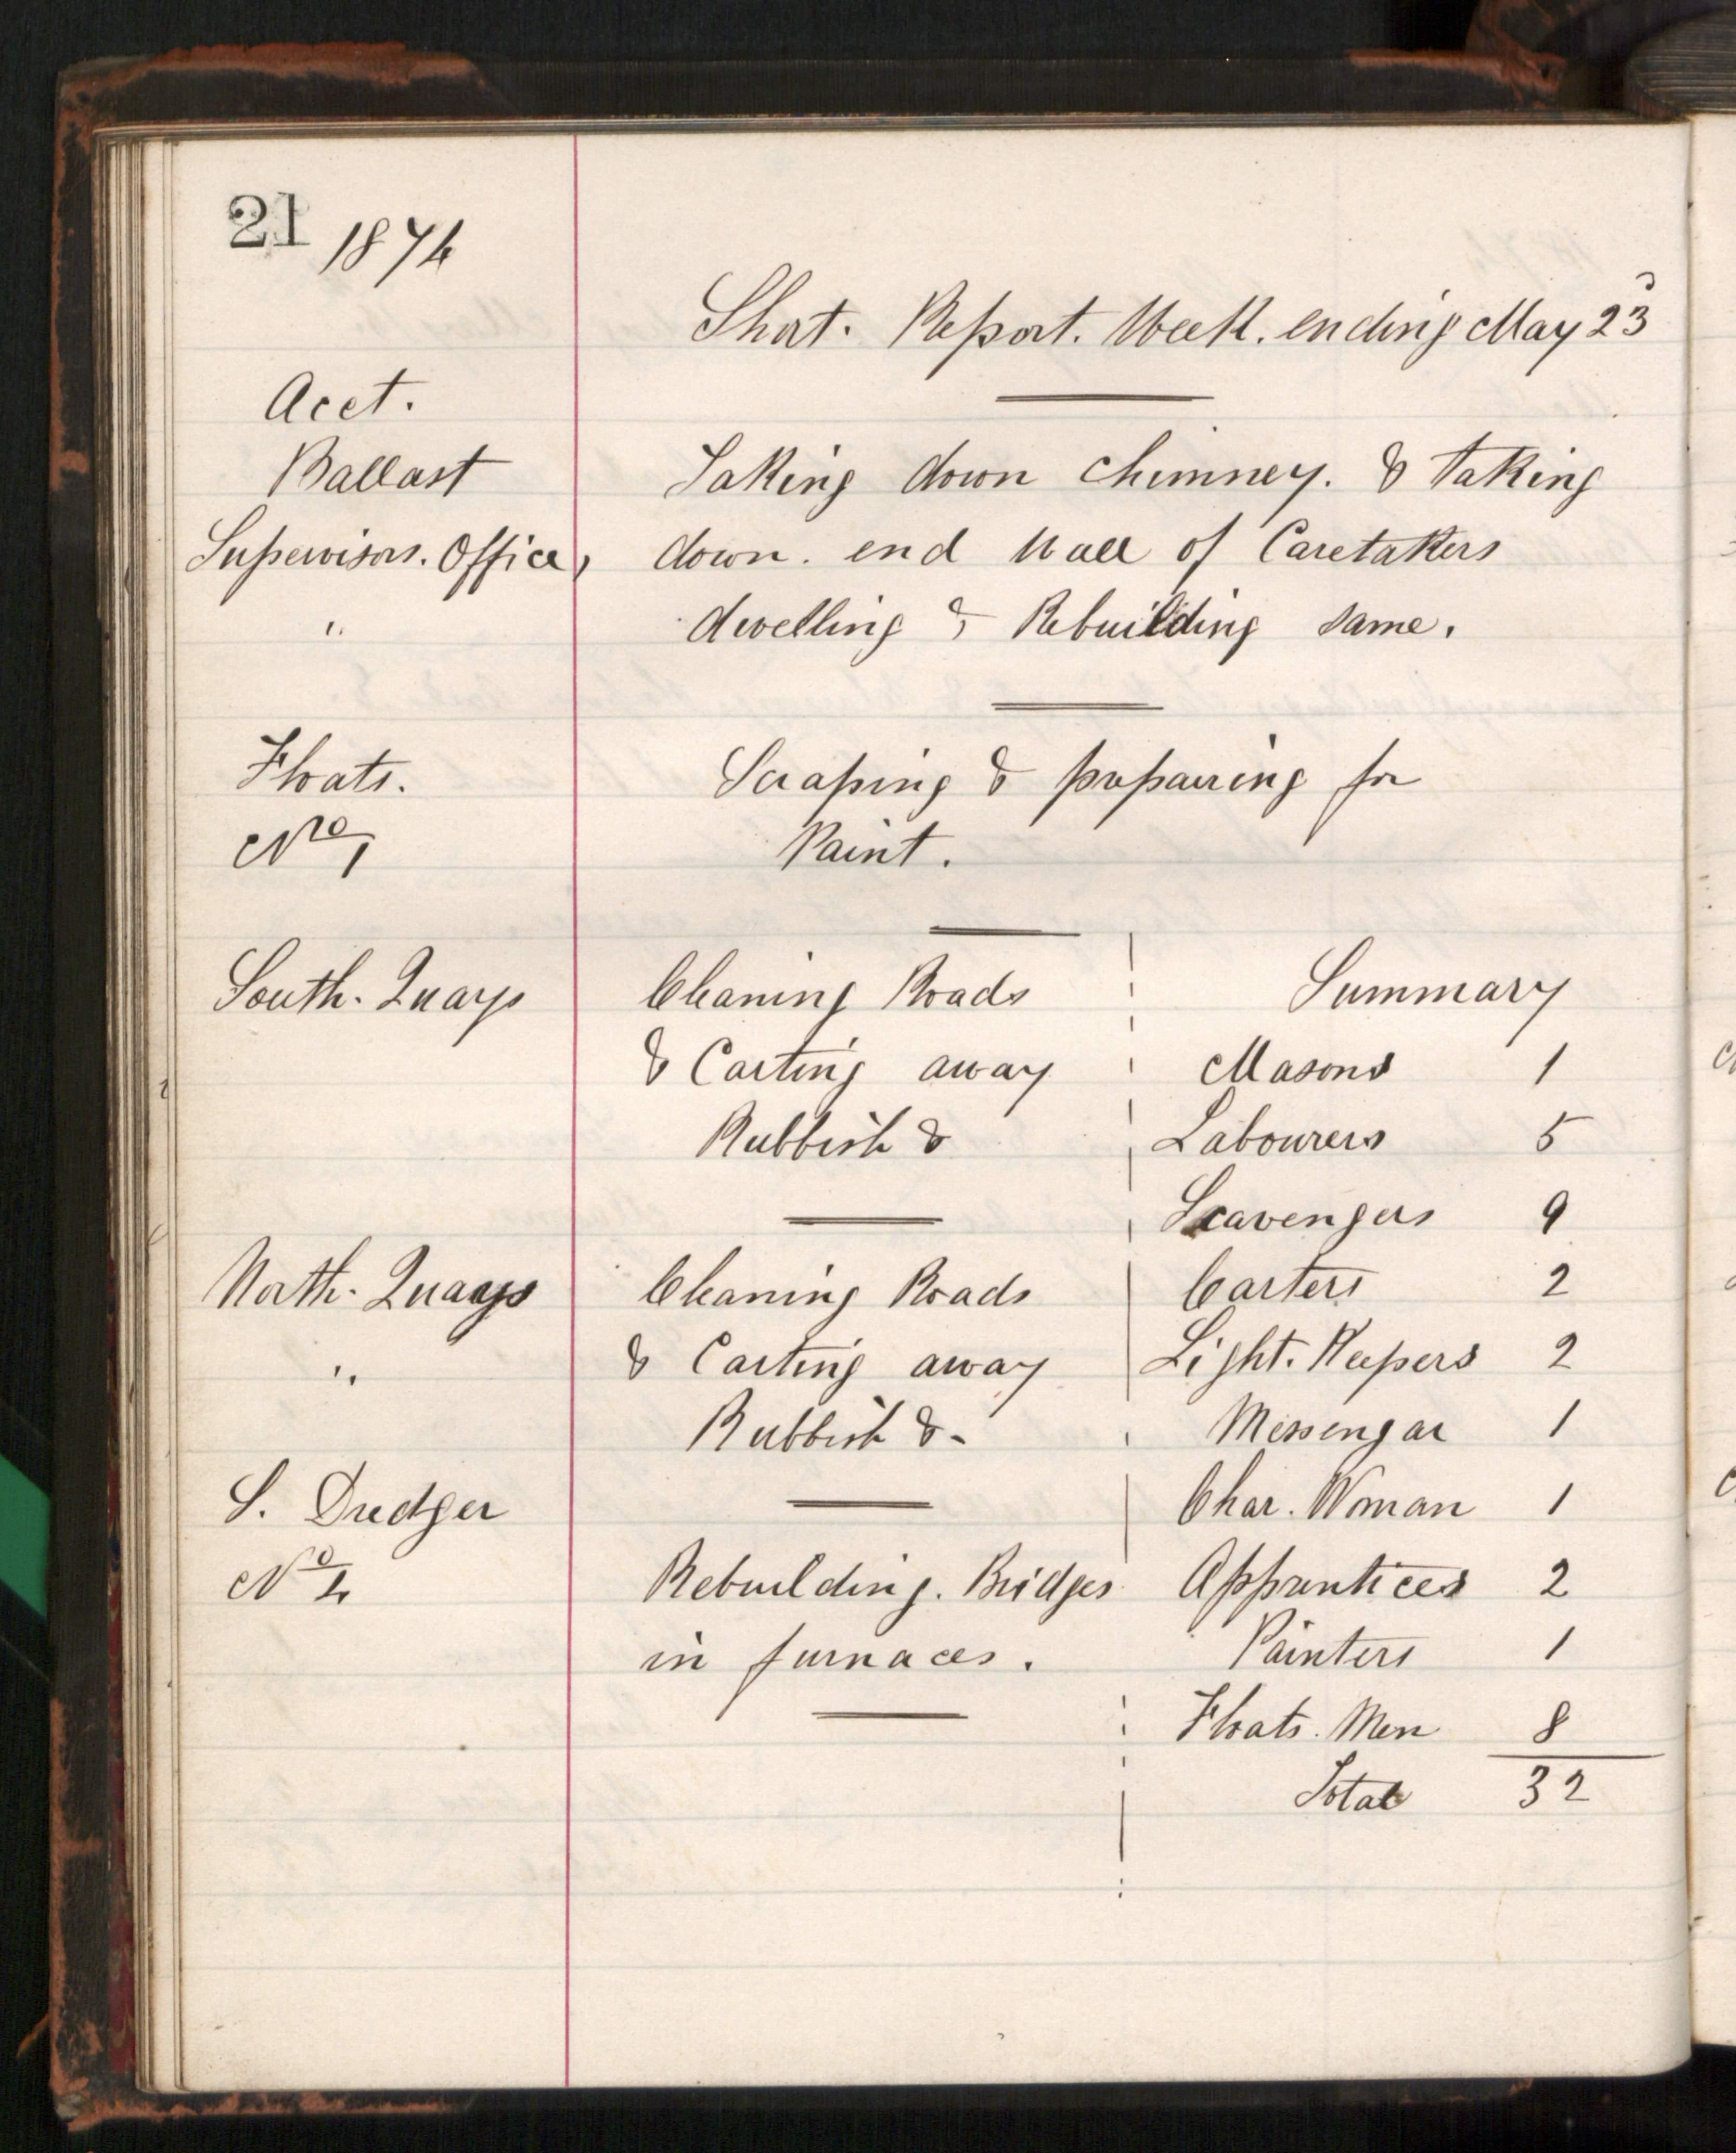 21 1874
Short. Report. Week. ending May 23
Acct.
Ballast Taking down Chimney. & taking
Supervisors. Office, down. end Wall of Caretakers
" dwelling & Rebuilding same.
Floats. Scraping & preparing for
No 1 Paint.
South. Quays Cleaning Roads Summary
& Carting away Masons 1
Rubbish & Labourers 5
Scavengers 9
North. Quays Cleaning Roads Carters 2
" & Carting away Light. Keepers 2
Rubbish & - Messengar 1
S. Dredger Char. Woman 1
No Rebuilding. Bridges Apprentices 2
in furnaces. Painters 1
Floats. Men 8
Total 32